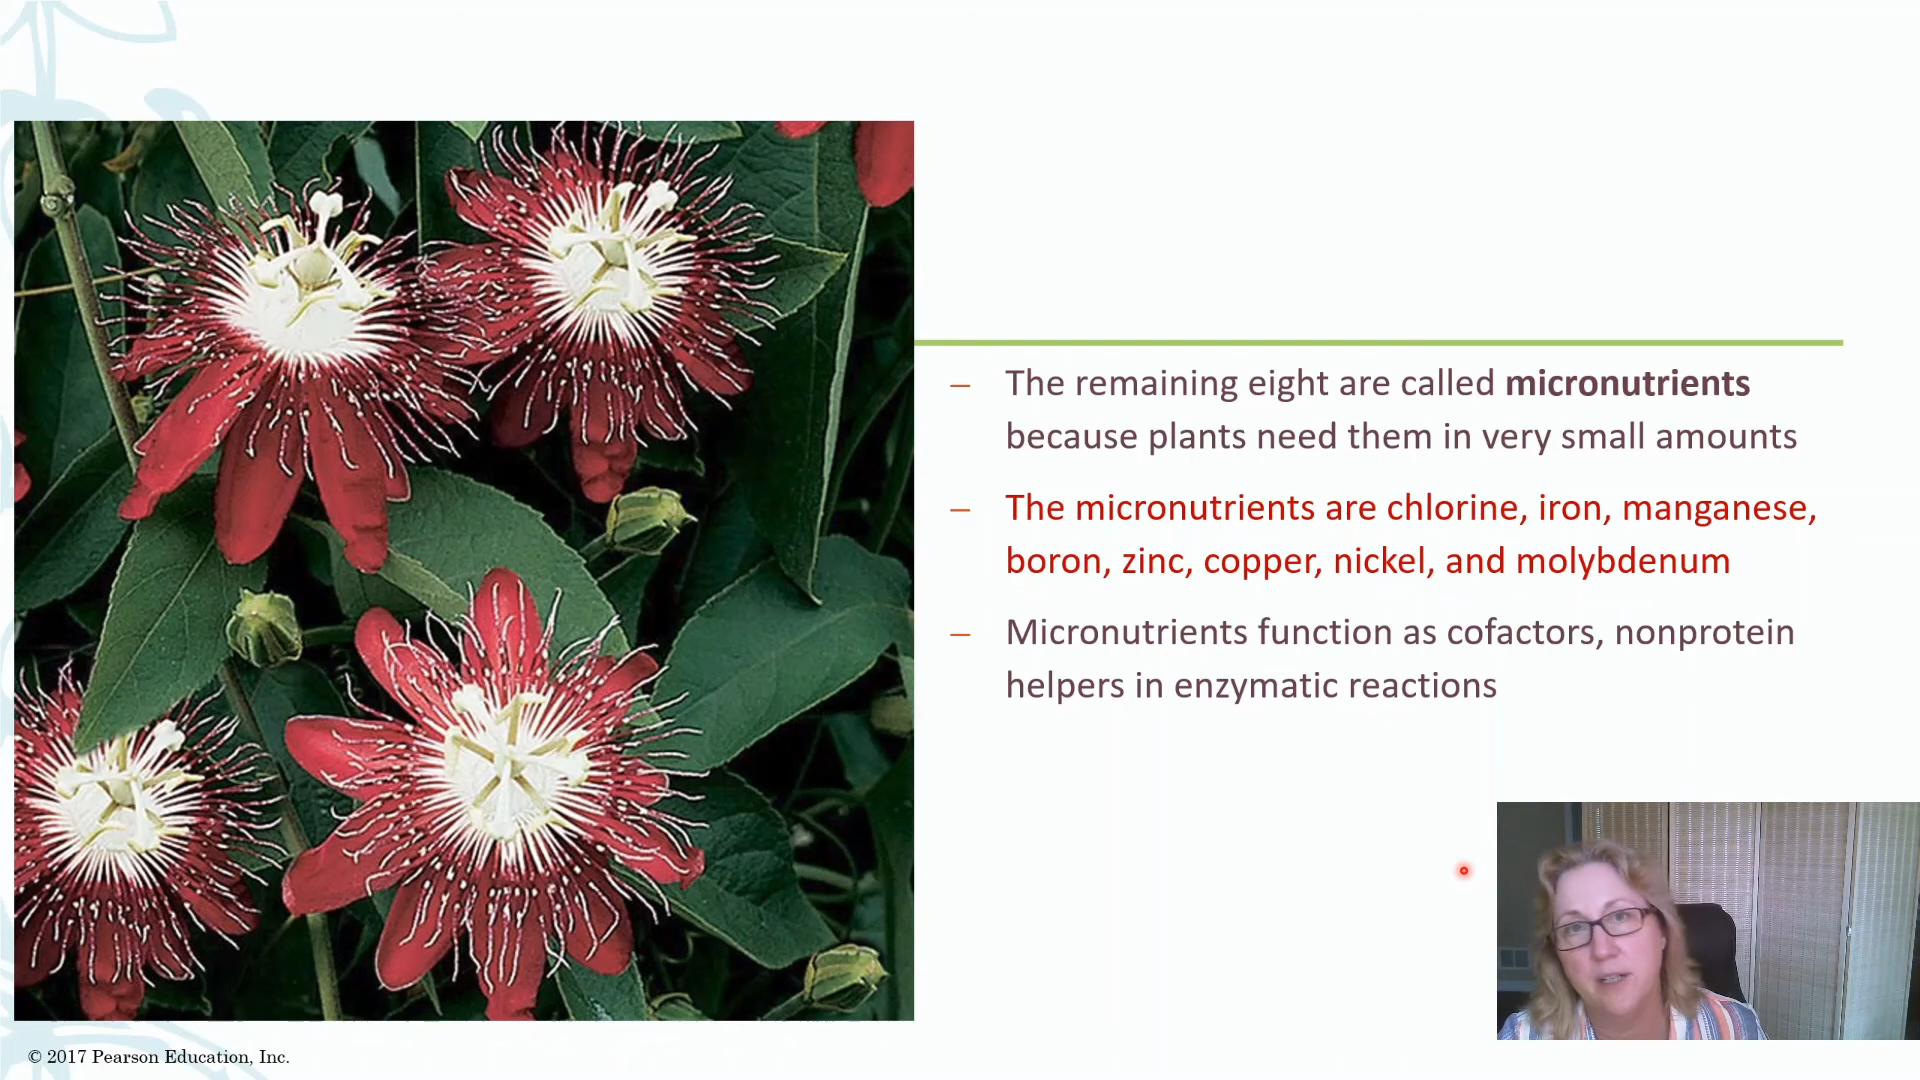 – The remaining eight are called micronutrients
because plants need them in very small amounts
– The micronutrients are chlorine, iron, manganese,
boron, zinc, copper, nickel, and molybdenum
– Micronutrients function as cofactors, nonprotein
helpers in enzymatic reactions
© 2017 Pearson Education, Inc.